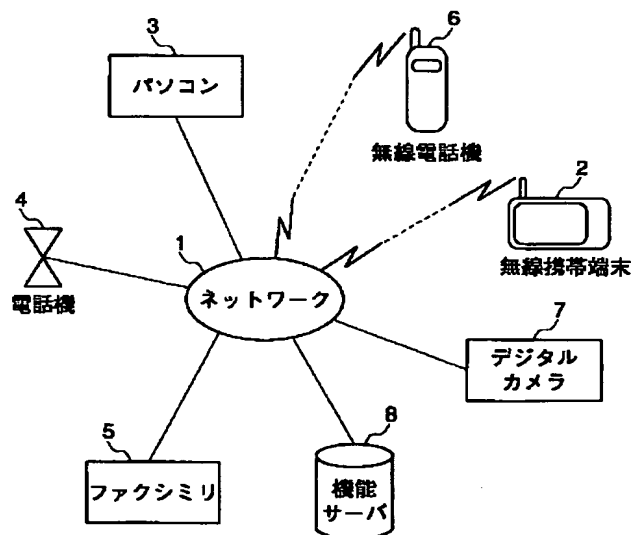 3
パソコン
6
無線電話機
2
無線携帯端末
4
電話機
1
ネットワーク
7
デジタル
カメラ
5
ファクシミリ
8
機能
サーバ